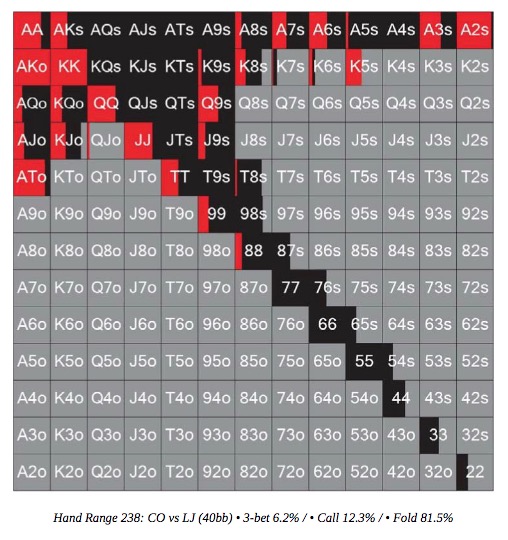 AA AKs AQs AJs ATs A9s A8s A7s A6s A5s A4s A3s A2s
AKo KK KQs KJs KTs K9s K8s K7s K6s K5s K4s K3s K2s
AQo KQo QQ QJs QTs Q9s Q8s Q7s Q6s Q5s Q4s Q3s Q2s
AJo KJo QJo JJ JTs J9s J8s J7s J6s J5s J4s J3s J2s
ATo KTo QTo JTo TT T9s T8s T7s T6s T5s T4s T3s T2s
A9o K9o Q9o J9o T9o 99 98s 97s 96s 95s 94s 93s 92s
A8o K8o Q8o J8o T8o 98o 88 87s 86s 85s 84s 83s 82s
A7o K7o Q7o J7o T7o 97o 87o 77 76s 75s 74s 73s 72s
A6o K6o Q6o J6o T6o 96o 86o 76o 66 65s 64s 63s 62s
A5o K5o Q5o J5o T5o 95o 85o 75o 65o 55 54s 53s 52s
A4o K4o Q4o J4o T4o 94o 84o 74o 64o 54o 44 43s 42s
A3o K3o Q3o J3o T3o 93o 83o 73o 63o 53o 43o 33 32s
A2o K2o Q2o J2o T2o 92o 82o 72o 62o 52o 42o 32o 22
Hand Range 238: CO vs LJ (40bb) • 3-bet 6.2% / • Call 12.3% / • Fold 81.5%